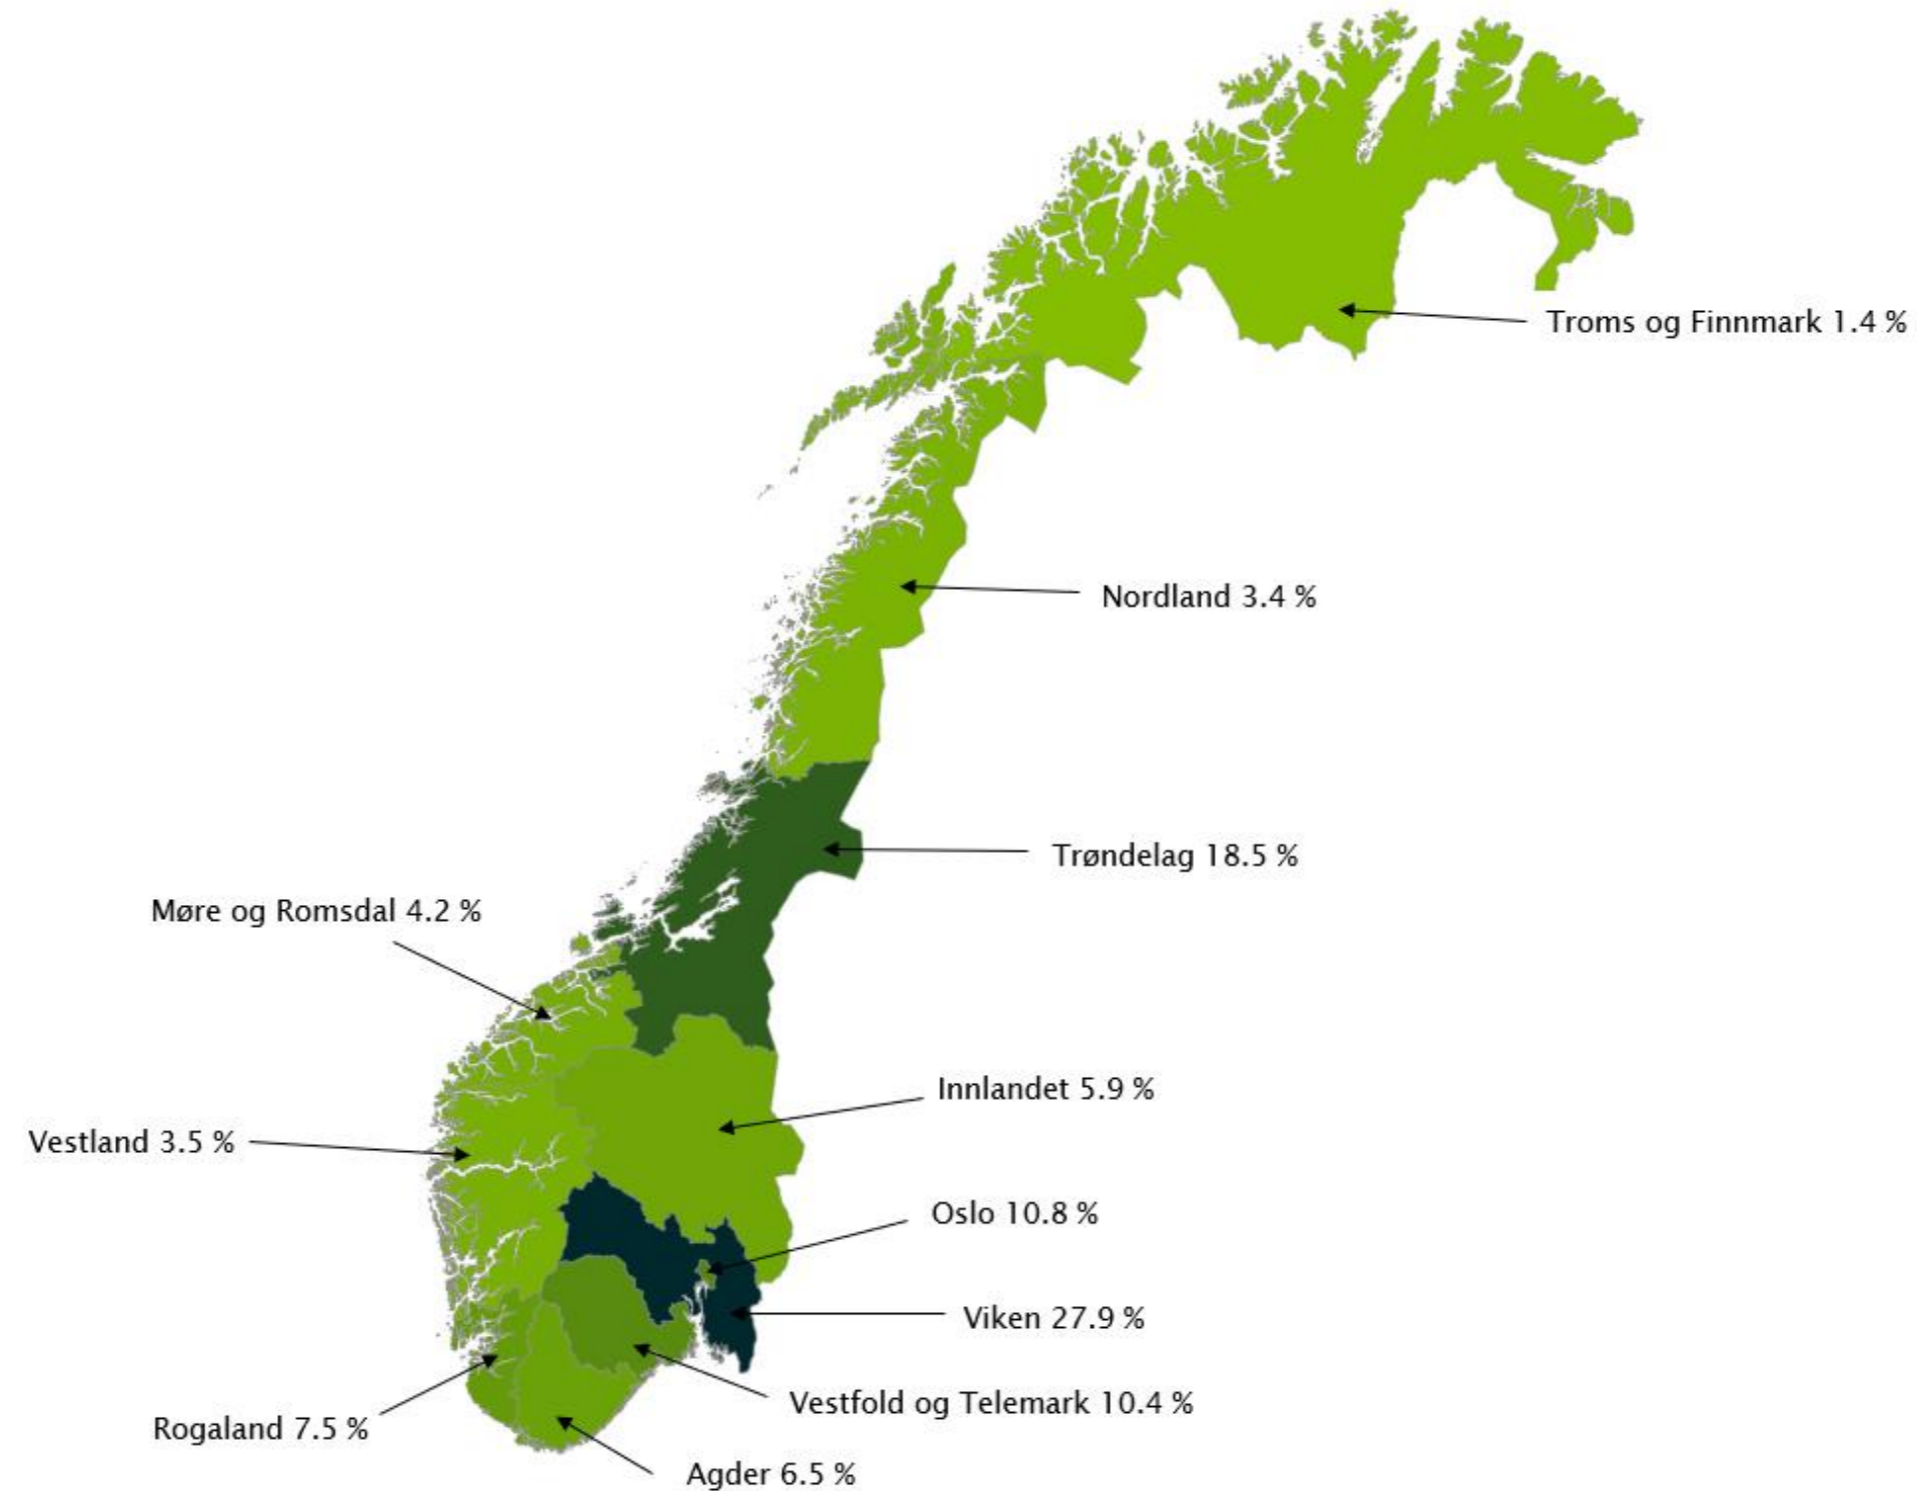 Troms og Finnmark 1.4 %
Nordland 3.4 %
Trøndelag 18.5 %
Møre og Romsdal 4.2 %
Innlandet 5.9 %
Vestland 3.5 %
Oslo 10.8 %
Viken 27.9 %
Vestfold og Telemark 10.4 %
Rogaland 7.5 %
Agder 6.5 %